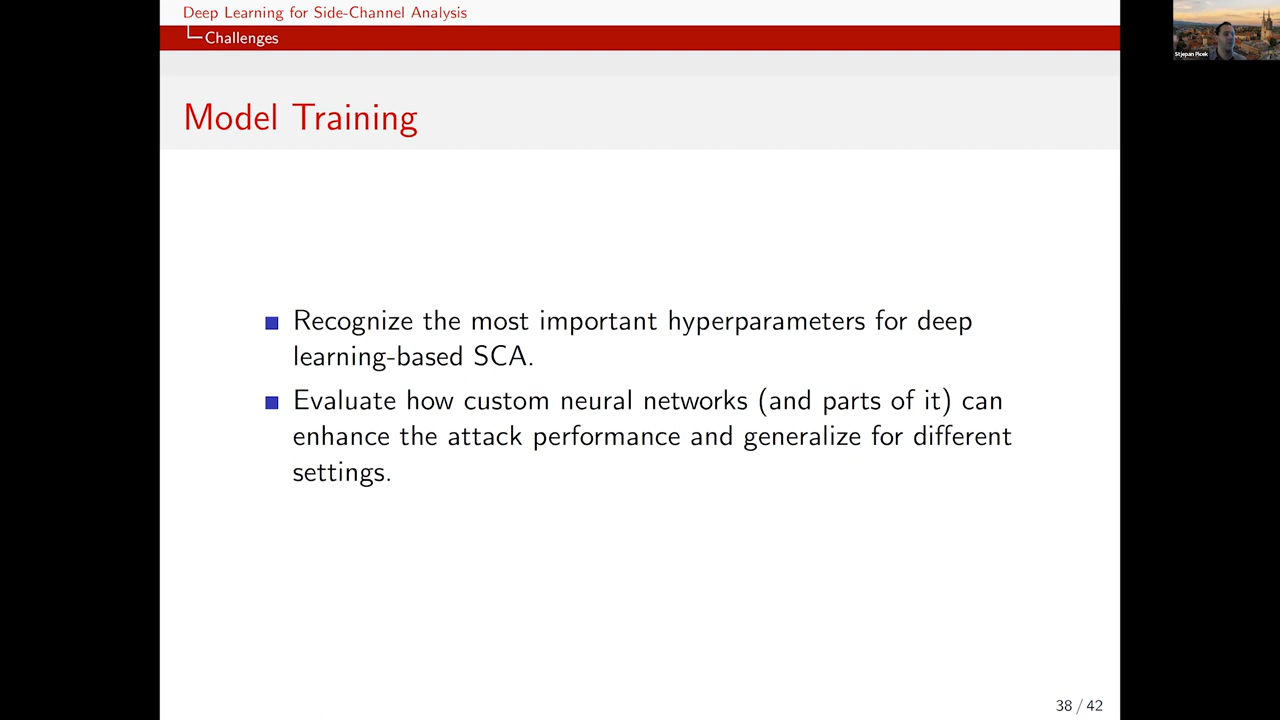 Deep Learning for Side-Channel Analysis
Challenges
Stjepan Picek
Model Training
Recognize the most important hyperparameters for deep
learning-based SCA.
Evaluate how custom neural networks (and parts of it) can
enhance the attack performance and generalize for different
settings.
38 / 42